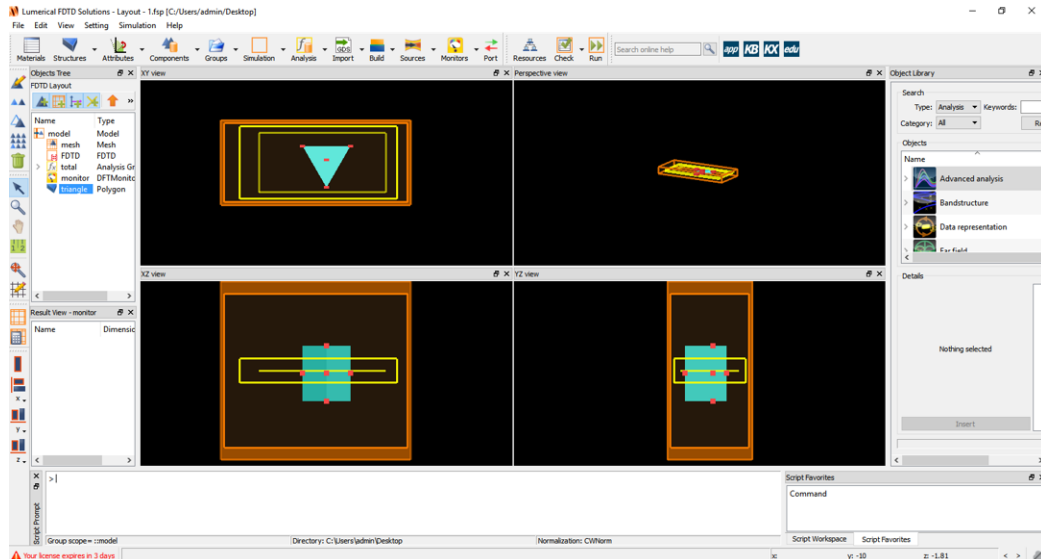 Lumerical FDTD Solutions - Layout - 1.fsp [C:/Users/admin/Desktop]
File Edit View Setting Simulation Help
Materials Structures Attributes Components Groups Simulation Analysis Import Build Sources Monitors Port Resources Check Run
Search online help
app KB KX edu
Objects Tree
FDTD Layout
Name Type
model Model
mesh Mesh
FDTD FDTD
total Analysis Gr
monitor DFTMonitc
triangle Polygon
Result View - monitor
Name Dimensic
XY view
Perspective view
XZ view
YZ view
Object Library
Search
Type: Analysis Keywords:
Category: All Re
Objects
Name
Advanced analysis
Bandstructure
Data representation
Far field
Details
Nothing selected
Insert
x
y
z
Script Prompt
>
Group scope= ::model Directory: C:\Users\admin\Desktop Normalization: CWNorm
Script Favorites
Command
Script Workspace Script Favorites
Your license expires in 3 days x: y: -10 z: -1.81